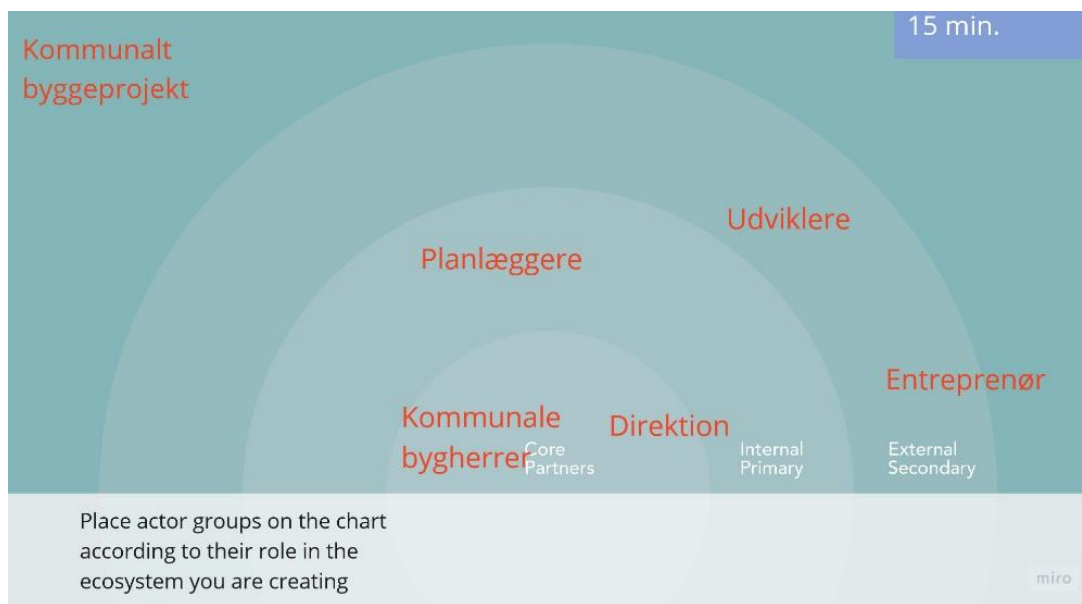 15 min.
Kommunalt
byggeprojekt
Udviklere
Planlæggere
Entreprenør
Kommunale
bygherrer
Direktion
Core
Partners
Internal
Primary
External
Secondary
Place actor groups on the chart
according to their role in the
ecosystem you are creating
miro